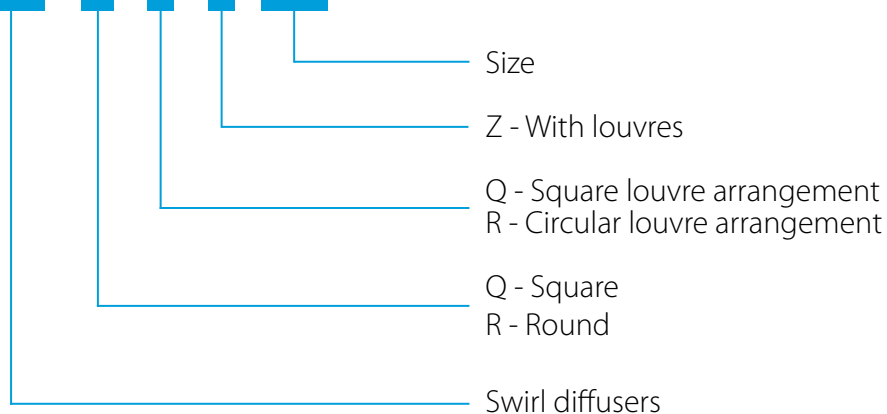 Size
Z - With louvres
Q - Square louvre arrangement
R - Circular louvre arrangement
Q - Square
R - Round
Swirl diffusers